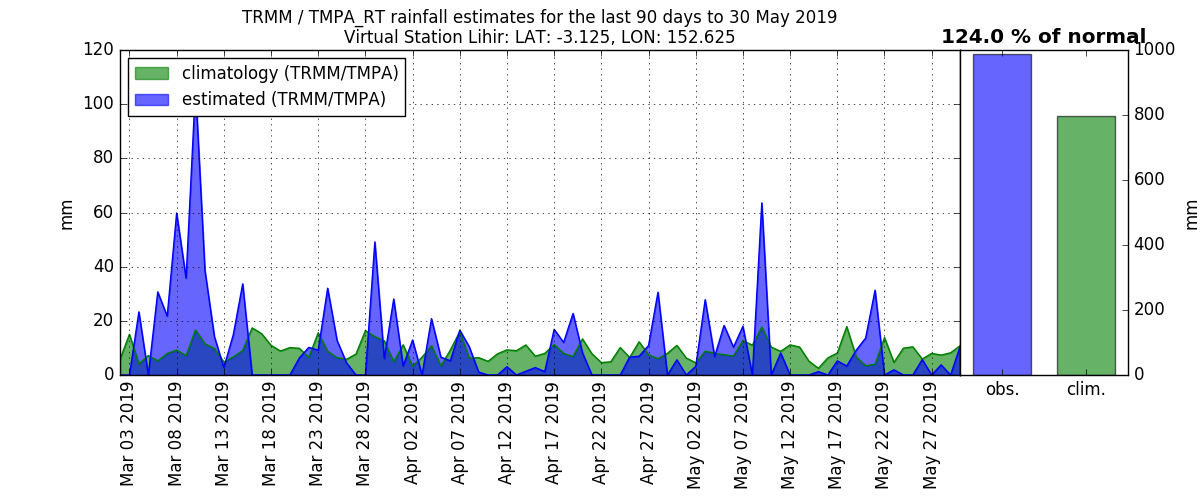 TRMM / TMPA_RT rainfall estimates for the last 90 days to 30 May 2019
Virtual Station Lihir: LAT: -3.125, LON: 152.625
124.0 % of normal
climatology (TRMM/TMPA)
estimated (TRMM/TMPA)
120
100
80
60
40
20
0
mm
Mar 03 2019
Mar 08 2019
Mar 13 2019
Mar 18 2019
Mar 23 2019
Mar 28 2019
Apr 02 2019
Apr 07 2019
Apr 12 2019
Apr 17 2019
Apr 22 2019
Apr 27 2019
May 02 2019
May 07 2019
May 12 2019
May 17 2019
May 22 2019
May 27 2019
obs.
clim.
1000
800
600
400
200
0
mm